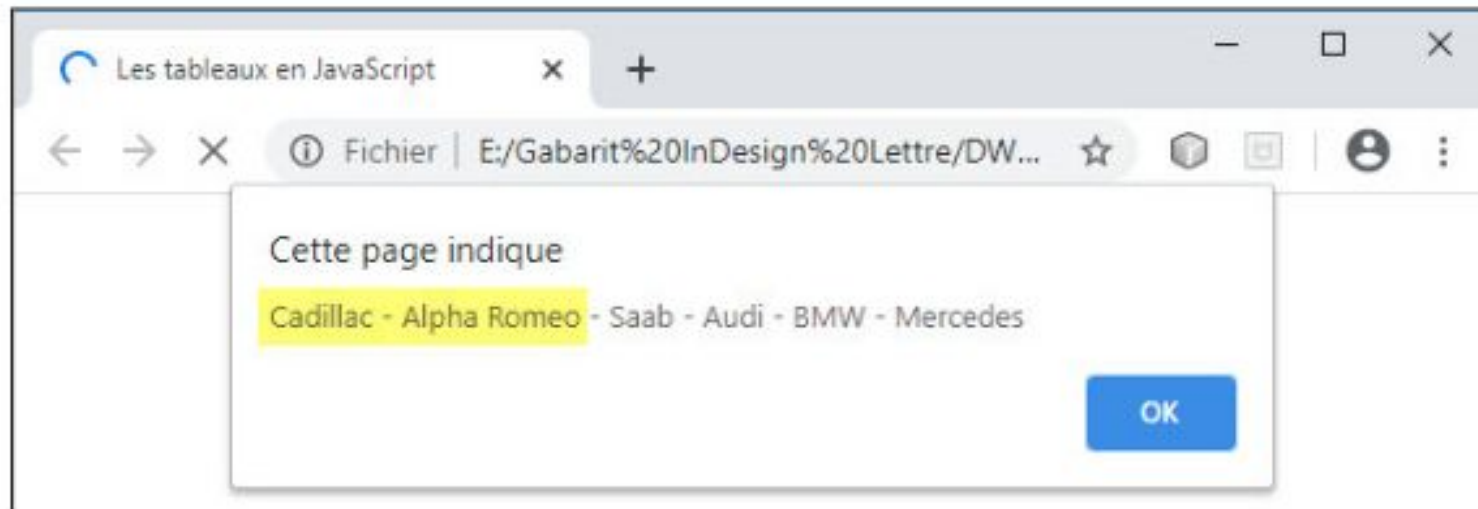 Les tableaux en JavaScript
Fichier | E:/Gabarit%20InDesign%20Lettre/DW...
Cette page indique
Cadillac - Alpha Romeo - Saab - Audi - BMW - Mercedes
OK